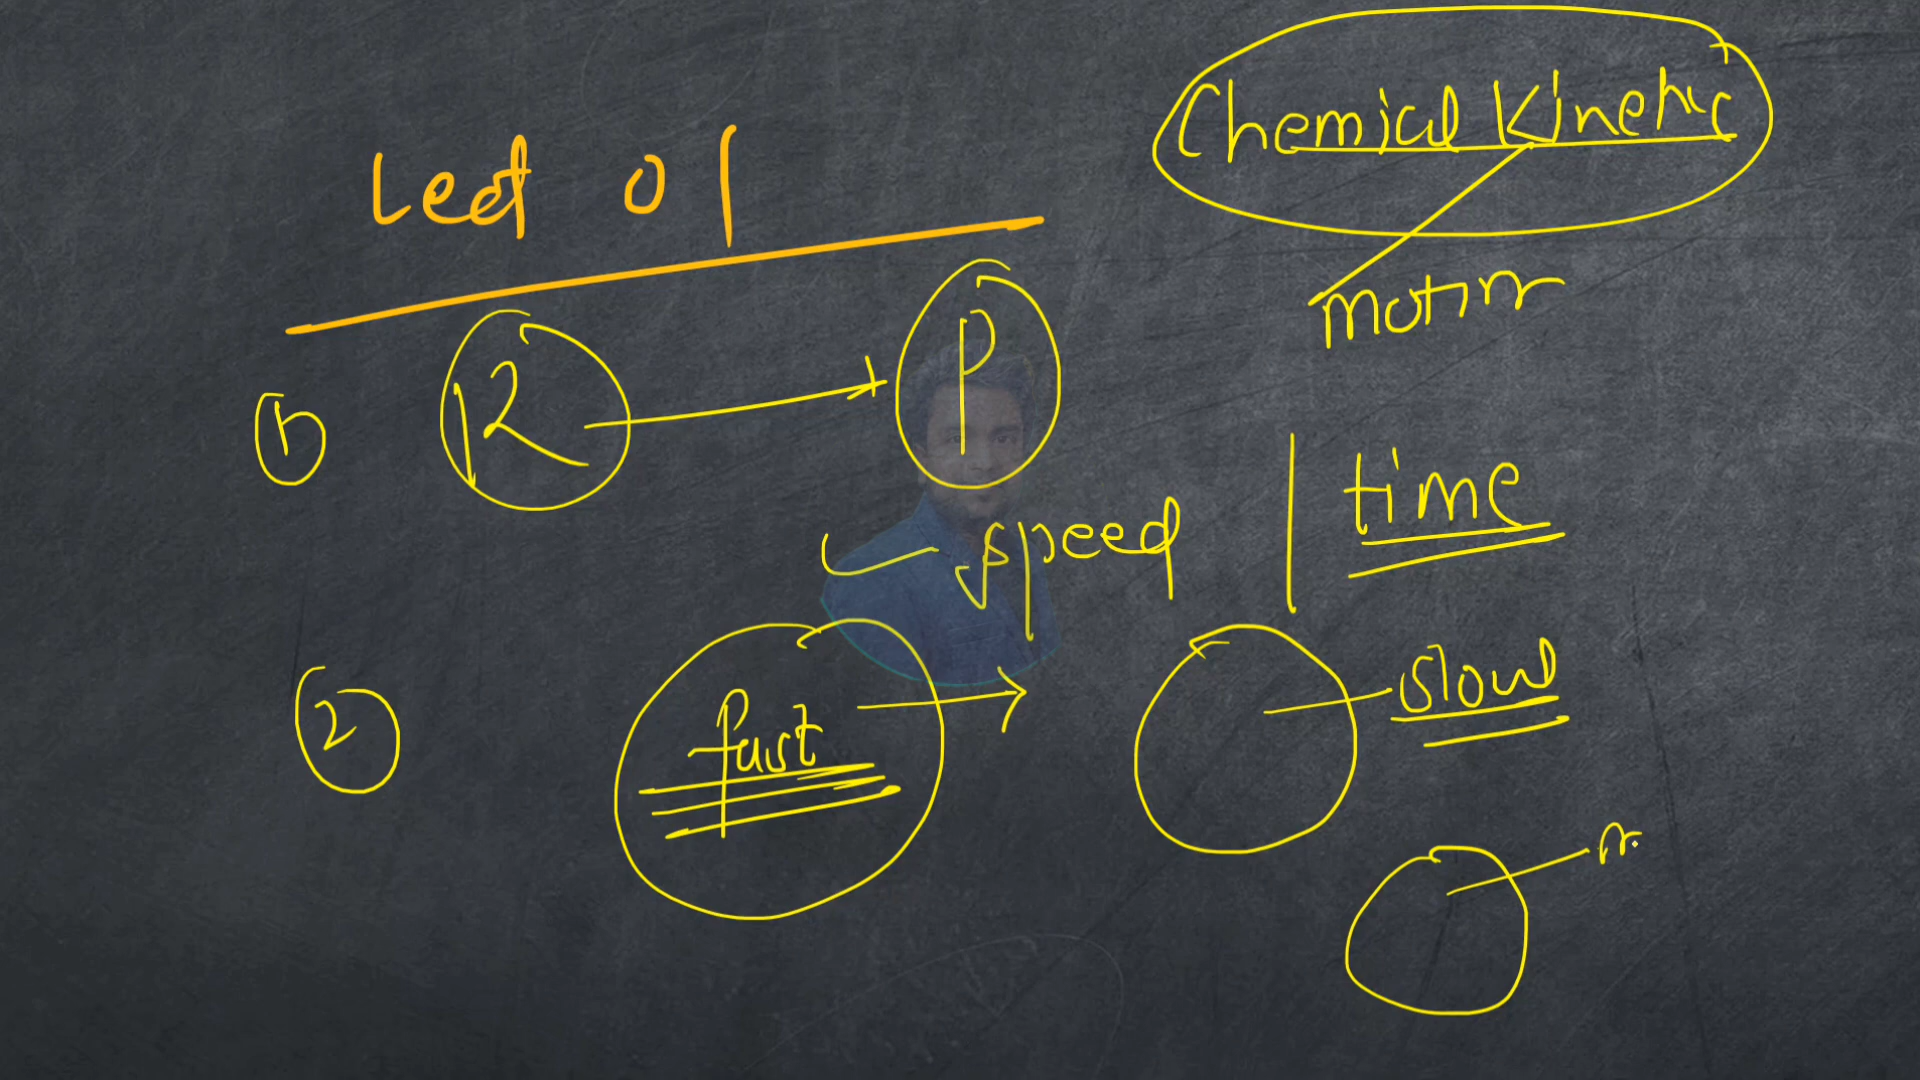 Chemical Kinetic
Lect 01
motion
① R → P
speed | time
② fast → slow